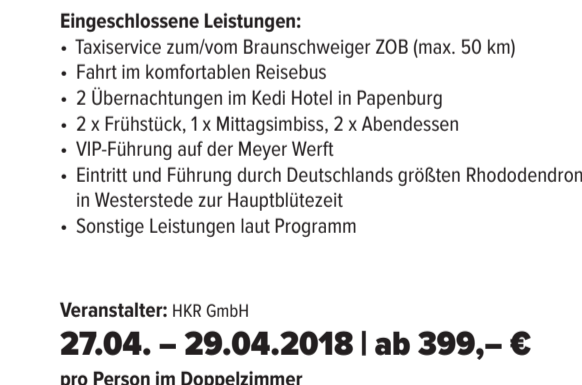 Eingeschlossene Leistungen:
• Taxiservice zum/vom Braunschweiger ZOB (max. 50 km)
• Fahrt im komfortablen Reisebus
• 2 Übernachtungen im Kedi Hotel in Papenburg
• 2 x Frühstück, 1 x Mittagsimbiss, 2 x Abendessen
• VIP-Führung auf der Meyer Werft
• Eintritt und Führung durch Deutschlands größten Rhododendron
in Westerstede zur Hauptblütezeit
• Sonstige Leistungen laut Programm
Veranstalter: HKR GmbH
27.04. – 29.04.2018 | ab 399,– €
pro Person im Doppelzimmer